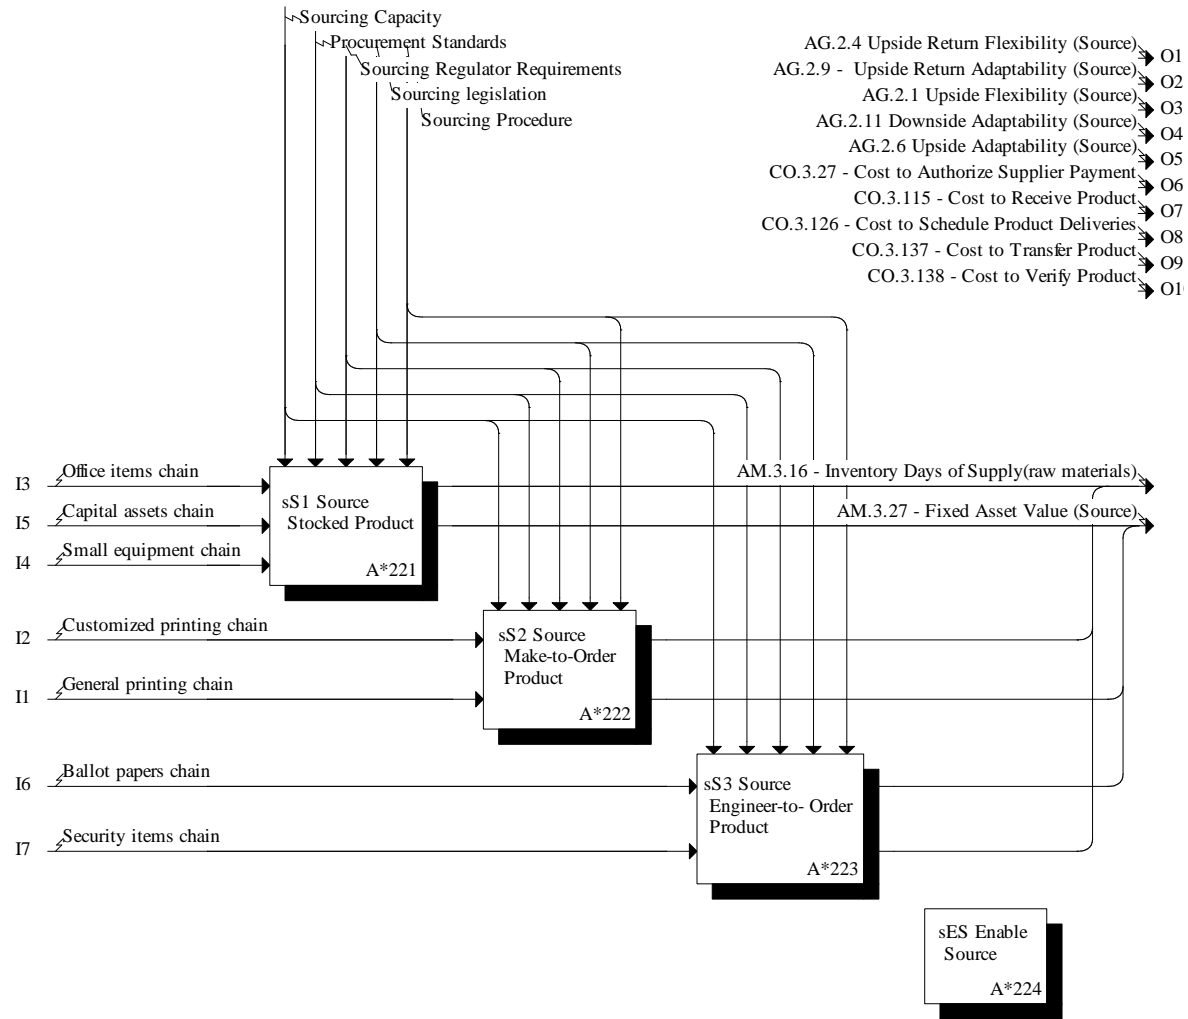 Sourcing Capacity
Procurement Standards
Sourcing Regulator Requirements
Sourcing legislation
Sourcing Procedure
AG.2.4 Upside Return Flexibility (Source)
O1
AG.2.9 - Upside Return Adaptability (Source)
O2
AG.2.1 Upside Flexibility (Source)
O3
AG.2.11 Downside Adaptability (Source)
O4
AG.2.6 Upside Adaptability (Source)
O5
CO.3.27 - Cost to Authorize Supplier Payment
O6
CO.3.115 - Cost to Receive Product
O7
CO.3.126 - Cost to Schedule Product Deliveries
O8
CO.3.137 - Cost to Transfer Product
O9
CO.3.138 - Cost to Verify Product
I3
Office items chain
I5
Capital assets chain
I4
Small equipment chain
sS1 Source
Stocked Product
A*221
AM.3.16 - Inventory Days of Supply(raw materials)
AM.3.27 - Fixed Asset Value (Source)
I2
Customized printing chain
I1
General printing chain
sS2 Source
Make-to-Order
Product
A*222
I6
Ballot papers chain
I7
Security items chain
sS3 Source
Engineer-to- Order
Product
A*223
sES Enable
Source
A*224